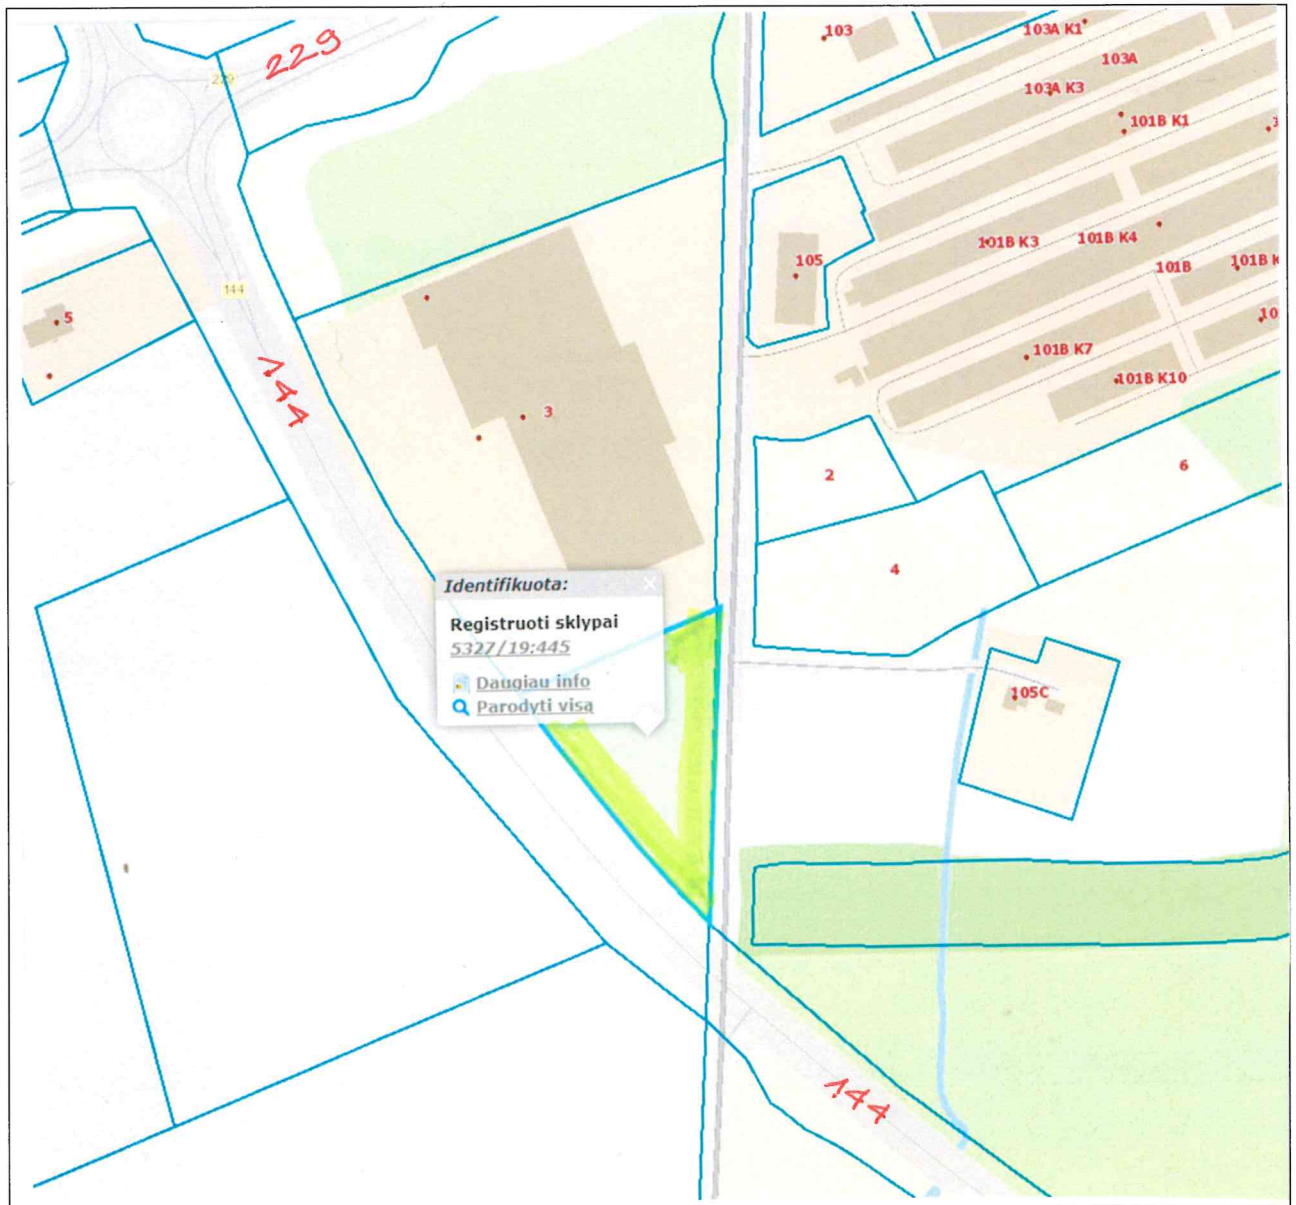 229
229
103
103A K1
103A
103A K3
101B K1
101B K3
101B K4
105
101B
101B K
144
10
5
144
101B K7
101B K10
3
2
6
4
Identifikuota:
Registruoti sklypai
5327/19:445
Daugiau info
Parodyti visą
105C
144